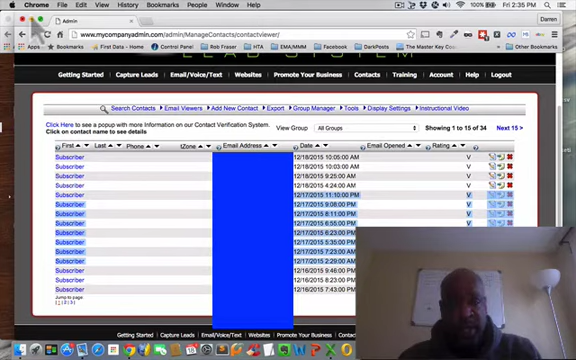 Chrome File Edit View History Bookmarks People Window Help 100% Fri 2:35 PM
Admin Darren
www.mycompanyadmin.com/admin/ManageContacts/contactviewer/
Apps Bookmarks First Data - Home Rob Fraser HTA/EMA/MMM Control Panel The Master Key Other Bookmarks
LEAD SYSTEM
Getting Started Capture Leads Email/Voice/Text Websites Promote Your Business Contacts Training Account Help Logout
Search Contacts Email Viewers Add New Contact Export Group Manager Tools Display Settings Instructional Video
Click Here to see a popup with more Information on our Contact Verification System.
Click on contact name to see details
View Group All Groups Showing 1 to 15 of 34 Next 15 >
First Last Phone tZone Email Address Date Email Opened Rating
Subscriber 12/18/2015 10:05:00 AM V
Subscriber 12/18/2015 10:03:00 AM V
Subscriber 12/18/2015 9:25:00 AM V
Subscriber 12/18/2015 4:24:00 AM V
Subscriber 12/17/2015 11:10:00 PM V
Subscriber 12/17/2015 9:08:00 PM V
Subscriber 12/17/2015 8:11:00 PM V
Subscriber 12/17/2015 6:55:00 PM
Subscriber 12/17/2015 6:23:00 PM
Subscriber 12/17/2015 5:35:00 PM
Subscriber 12/17/2015 7:23:00 AM
Subscriber 12/17/2015 2:29:00 AM
Subscriber 12/16/2015 9:46:00 PM
Subscriber 12/16/2015 8:23:00 PM
Subscriber 12/16/2015 7:43:00 PM
Jump to page
[1] 2 | 3 |
Getting Started Capture Leads Email/Voice/Text Websites Promote Your Business